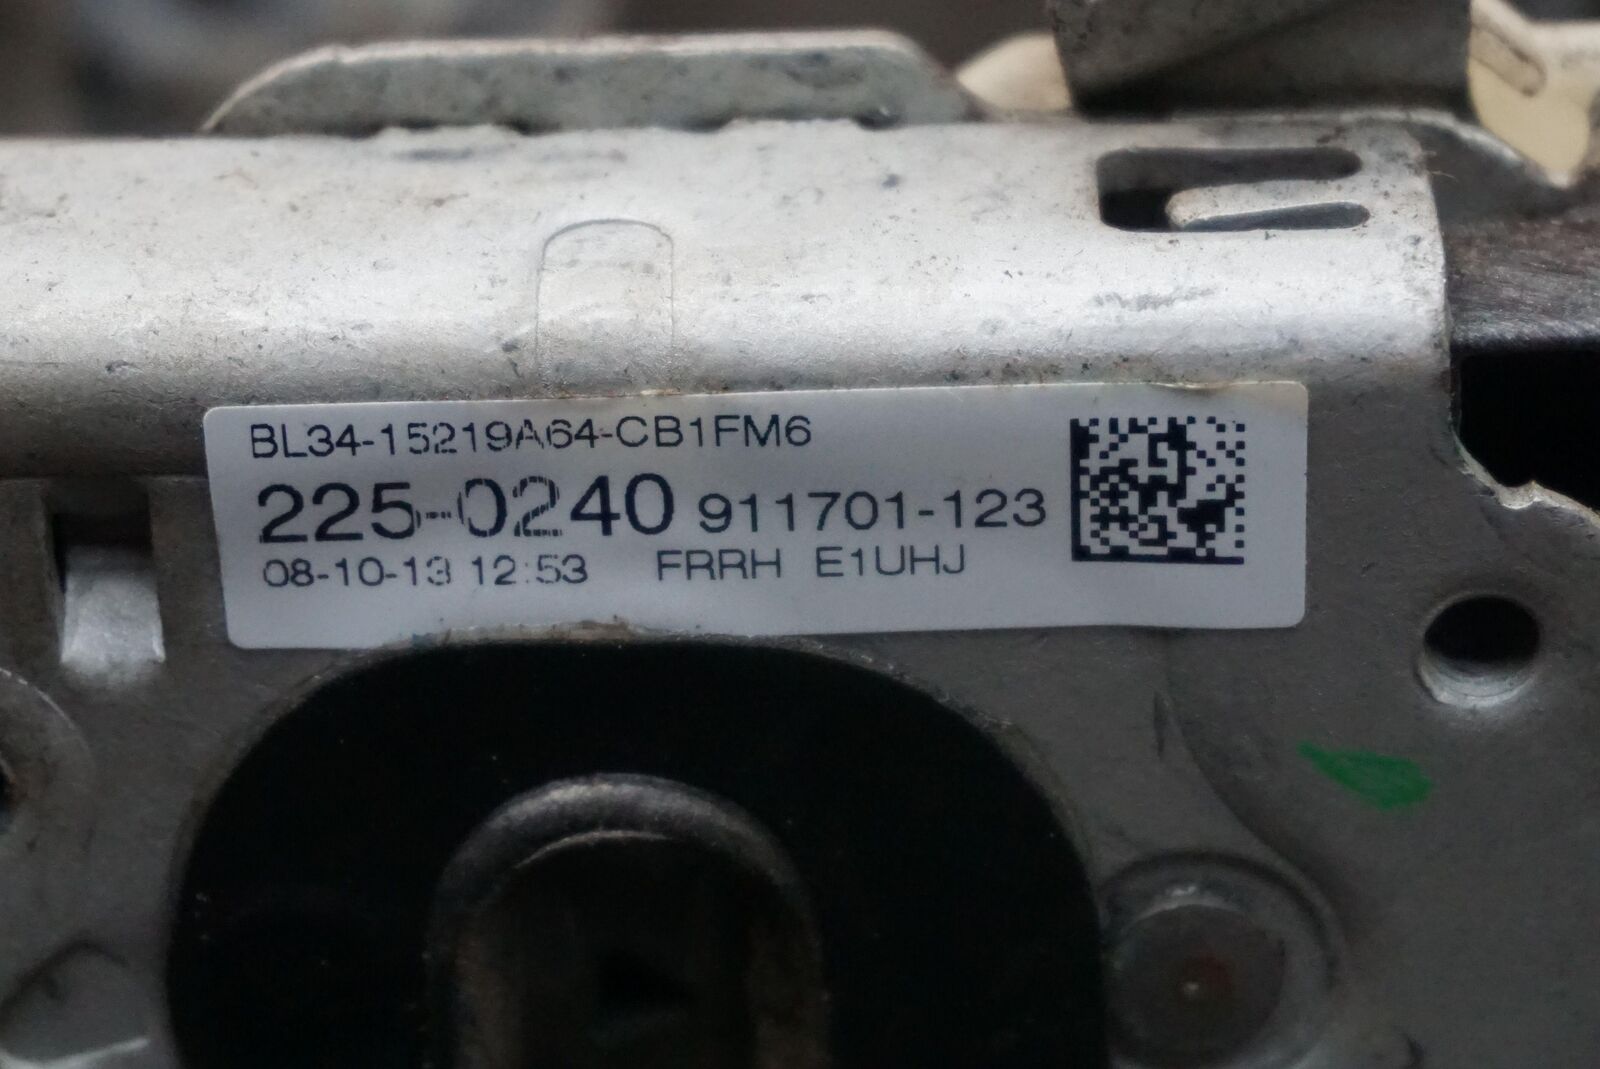 BL34-15219A64-CB1FM6
225-0240 911701-123
08-10-13 12:53 FRRH E1UHJ